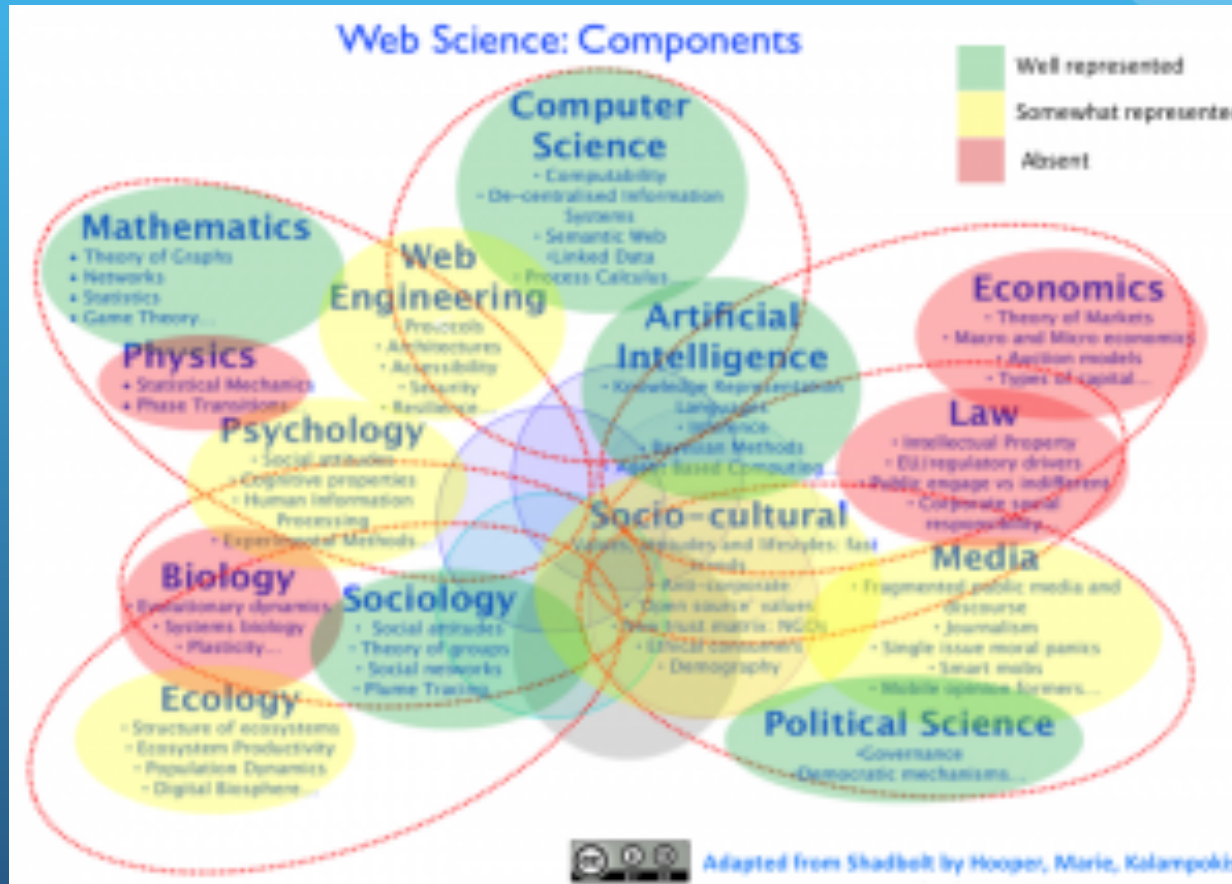 Web Science: Components
Well represented
Somewhat represente
Absent
Computer
Science
- Computability
- De-centralised Information
Systems
- Semantic Web
-Linked Data
- Process Calculus...
Mathematics
• Theory of Graphs
• Networks
• Statistics
• Game Theory...
Web
Engineering
- Protocols
- Architectures
- Accessibility
- Security
- Resilience...
Artificial
Intelligence
- Knowledge Representation
Languages
- Inference
- Bayesian Methods
- Agent Based Computing...
Economics
- Theory of Markets
- Macro and Micro economics
- Auction models
- Types of capital...
Physics
• Statistical Mechanics
• Phase Transitions...
Law
- Intellectual Property
- EU/regulatory drivers
- Public engage vs indifferent
- Corporate social
responsibility
Psychology
- Social attitudes
- Cognitive properties
- Human Information
Processing
- Experimental Methods...
Socio-cultural
attitudes and lifestyles: fast
trends
- Anti-corporate
- 'Open source' values
trust matrix: NGOs
- Ethical consumers
- Demography
Media
- Fragmented public media and
discourse
- Journalism
- Single issue moral panics
- Smart mobs
- Mobile opinion formers...
Biology
- Evolutionary dynamics
- Systems biology
- Plasticity...
Sociology
- Social attitudes
- Theory of groups
- Social networks
- Plume Tracing
Ecology
- Structure of ecosystems
- Ecosystem Productivity
- Population Dynamics
- Digital Biosphere...
Political Science
-Governance
-Democratic mechanisms...
cc
Adapted from Shadbolt by Hooper, Marie, Kalampokis